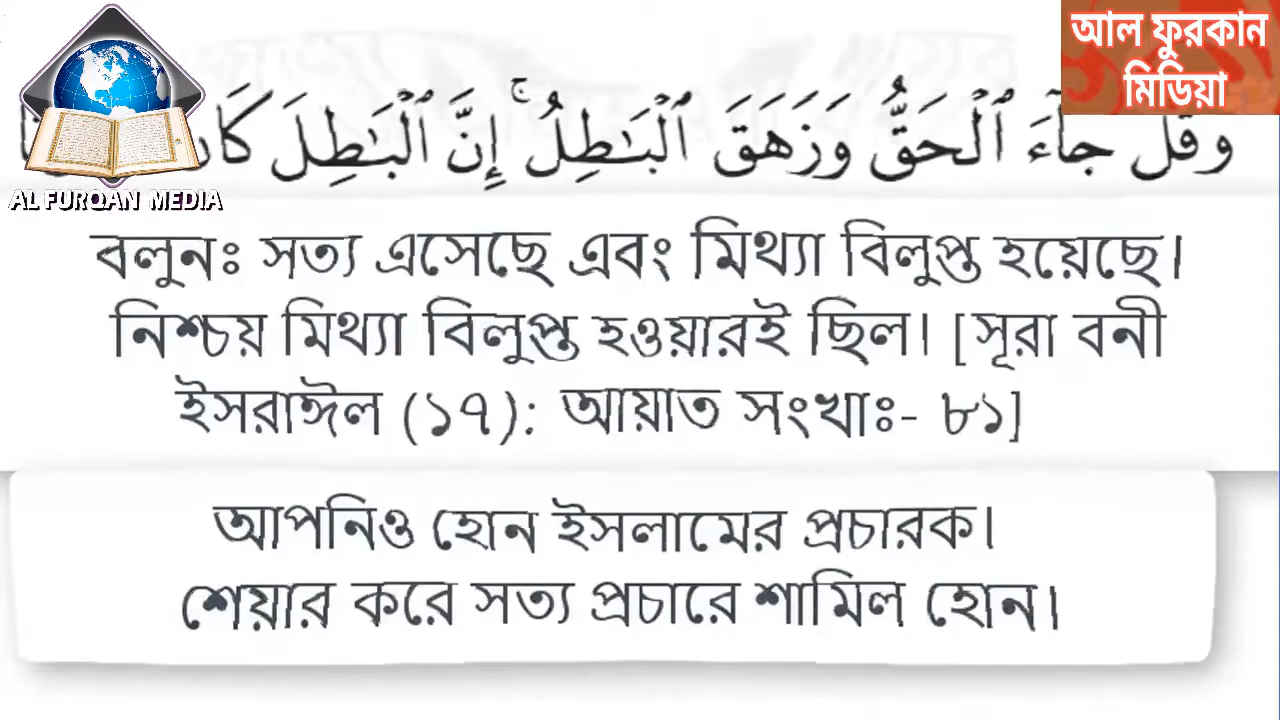 আল ফুরকান
মিডিয়া
وَقُلْ جَآءَ ٱلْحَقُّ وَزَهَقَ ٱلْبَـٰطِلُ ۚ إِنَّ ٱلْبَـٰطِلَ
AL FURQAN MEDIA
বলুনঃ সত্য এসেছে এবং মিথ্যা বিলুপ্ত হয়েছে।
নিশ্চয় মিথ্যা বিলুপ্ত হওয়ারই ছিল। [সূরা বনী
ইসরাঈল (১৭): আয়াত সংখাঃ- ৮১]
আপনিও হোন ইসলামের প্রচারক।
শেয়ার করে সত্য প্রচারে শামিল হোন।